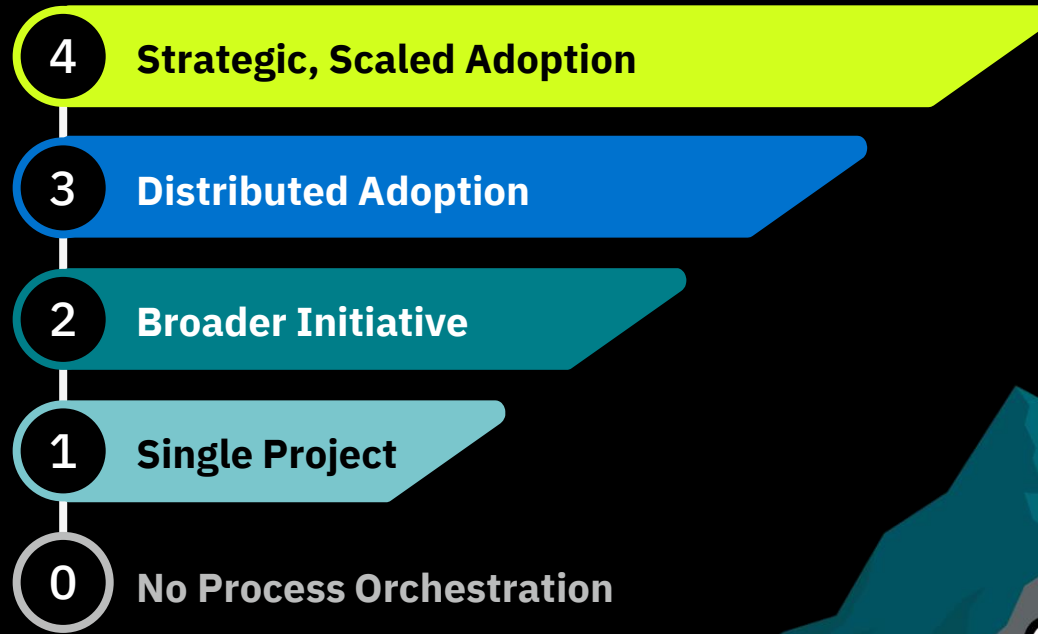 4 Strategic, Scaled Adoption
3 Distributed Adoption
2 Broader Initiative
1 Single Project
0 No Process Orchestration